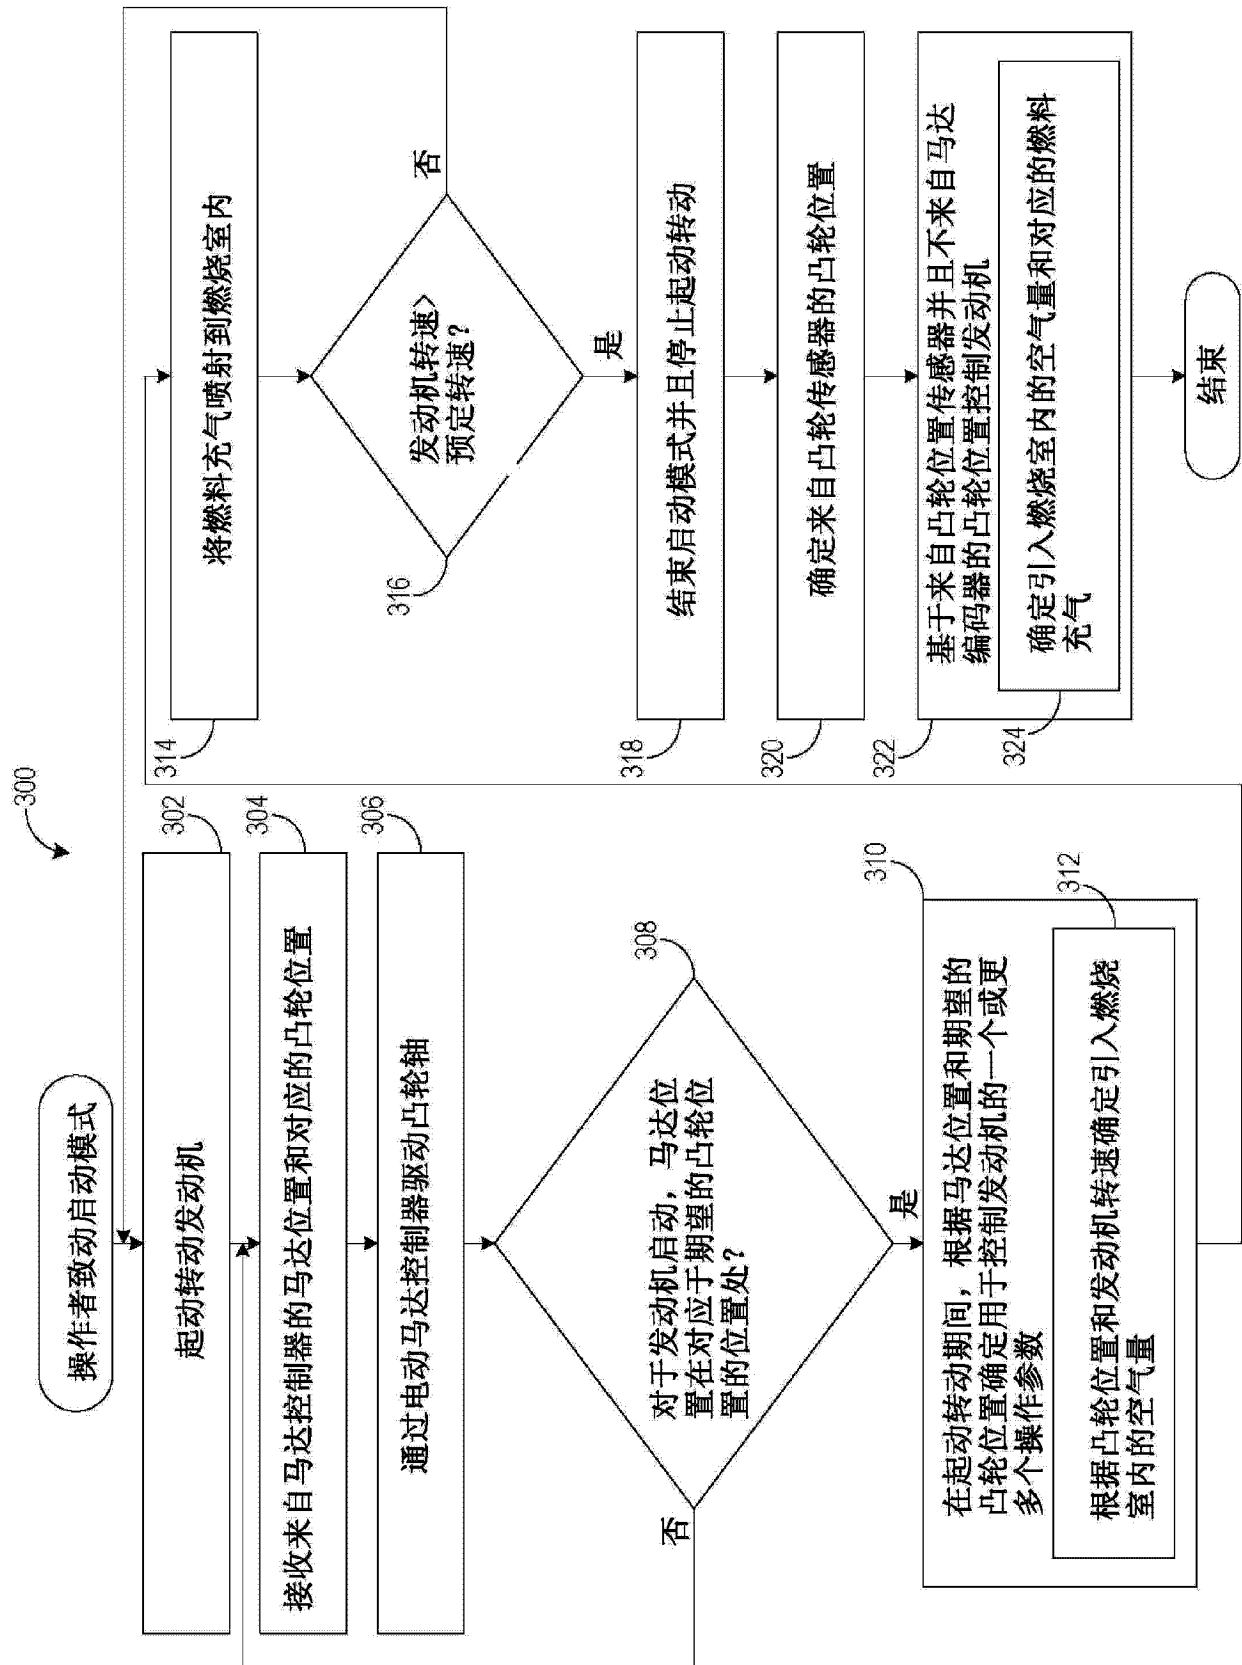 300
操作者致动启动模式
起动转动发动机
302
接收来自马达控制器的马达位置和对应的凸轮位置
304
通过电动马达控制器驱动凸轮轴
306
对于发动机启动，马达位
置在对应于期望的凸轮位
置的位置处？
308
否
是
在起动转动期间，根据马达位置和期望的
凸轮位置确定用于控制发动机的一个或更
多个操作参数
310
根据凸轮位置和发动机转速确定引入燃烧
室内的空气量
312
将燃料充气喷射到燃烧室内
314
发动机转速>
预定转速？
316
否
是
结束启动模式并且停止起动转动
318
确定来自凸轮传感器的凸轮位置
320
基于来自凸轮位置传感器并且不来自马达
编码器的凸轮位置控制发动机
322
确定引入燃烧室内的空气量和对应的燃料
充气
324
结束